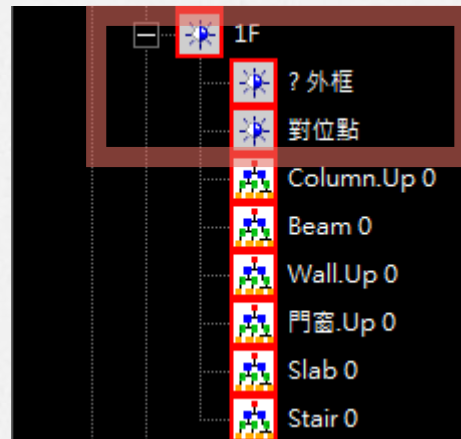 1F
? 外框
對位點
Column.Up 0
Beam 0
Wall.Up 0
門窗.Up 0
Slab 0
Stair 0